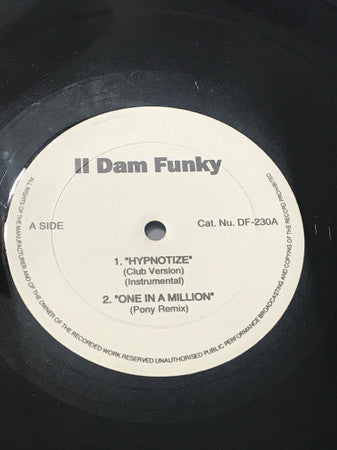 II Dam Funky
A SIDE
Cat. Nu. DF-230A
1. "HYPNOTIZE"
(Club Version)
(Instrumental)
2. "ONE IN A MILLION"
(Pony Remix)
ALL RIGHTS OF THE MANUFACTURER AND OF THE OWNER OF THE RECORDED WORK RESERVED UNAUTHORISED PUBLIC PERFORMANCE BROADCASTING AND COPYING OF THE RECORD PROHIBITED